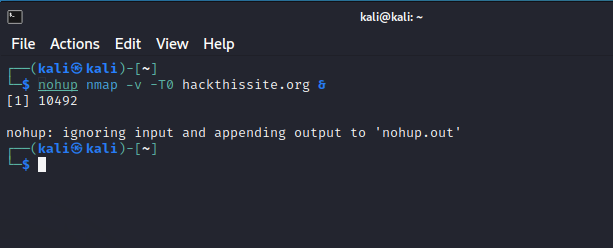 kali@kali: ~
File Actions Edit View Help
┌──(kali㉿kali)-[~]
└─$ nohup nmap -v -T0 hackthissite.org &
[1] 10492
nohup: ignoring input and appending output to 'nohup.out'
┌──(kali㉿kali)-[~]
└─$